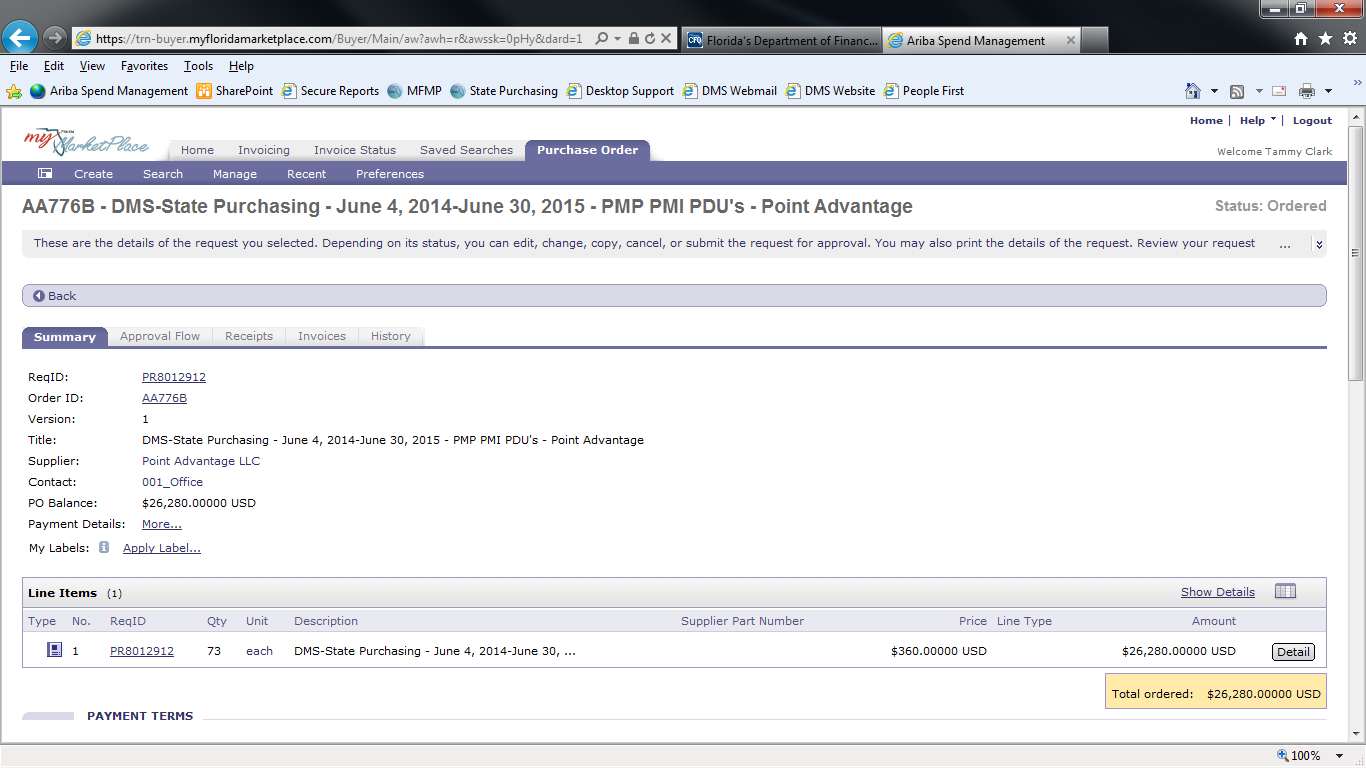 https://trn-buyer.myfloridamarketplace.com/Buyer/Main/aw?awh=r&awssk=0pHy&dard=1
CFO Florida's Department of Financ...
Ariba Spend Management
File Edit View Favorites Tools Help
Ariba Spend Management SharePoint Secure Reports MFMP State Purchasing Desktop Support DMS Webmail DMS Website People First
Home | Help | Logout
my Florida MarketPlace
Home Invoicing Invoice Status Saved Searches Purchase Order
Welcome Tammy Clark
Create Search Manage Recent Preferences
AA776B - DMS-State Purchasing - June 4, 2014-June 30, 2015 - PMP PMI PDU's - Point Advantage
Status: Ordered
These are the details of the request you selected. Depending on its status, you can edit, change, copy, cancel, or submit the request for approval. You may also print the details of the request. Review your request ...
Back
Summary Approval Flow Receipts Invoices History
ReqID: PR8012912
Order ID: AA776B
Version: 1
Title: DMS-State Purchasing - June 4, 2014-June 30, 2015 - PMP PMI PDU's - Point Advantage
Supplier: Point Advantage LLC
Contact: 001_Office
PO Balance: $26,280.00000 USD
Payment Details: More...
My Labels: Apply Label...
Line Items (1)
Show Details
Type No. ReqID Qty Unit Description Supplier Part Number Price Line Type Amount
1 PR8012912 73 each DMS-State Purchasing - June 4, 2014-June 30, ... $360.00000 USD $26,280.00000 USD Detail
Total ordered: $26,280.00000 USD
PAYMENT TERMS
100%